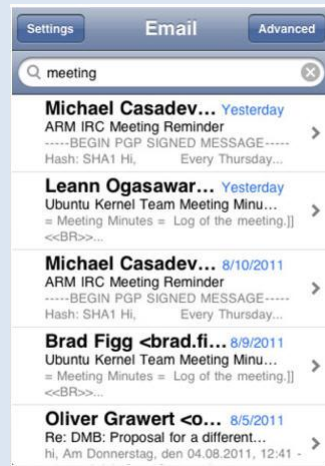 Settings Email Advanced
meeting
Michael Casadev... Yesterday
ARM IRC Meeting Reminder
-----BEGIN PGP SIGNED MESSAGE-----
Hash: SHA1 Hi, Every Thursday...
Leann Ogasawar... Yesterday
Ubuntu Kernel Team Meeting Minu...
= Meeting Minutes = Log of the meeting.]]
<<BR>>...
Michael Casadev... 8/10/2011
ARM IRC Meeting Reminder
-----BEGIN PGP SIGNED MESSAGE-----
Hash: SHA1 Hi, Every Thursday...
Brad Figg <brad.fi... 8/9/2011
Ubuntu Kernel Team Meeting Minu...
= Meeting Minutes = Log of the meeting.]]
<<BR>>...
Oliver Grawert <o... 8/5/2011
Re: DMB: Proposal for a different...
hi, Am Donnerstag, den 04.08.2011, 12:41 -